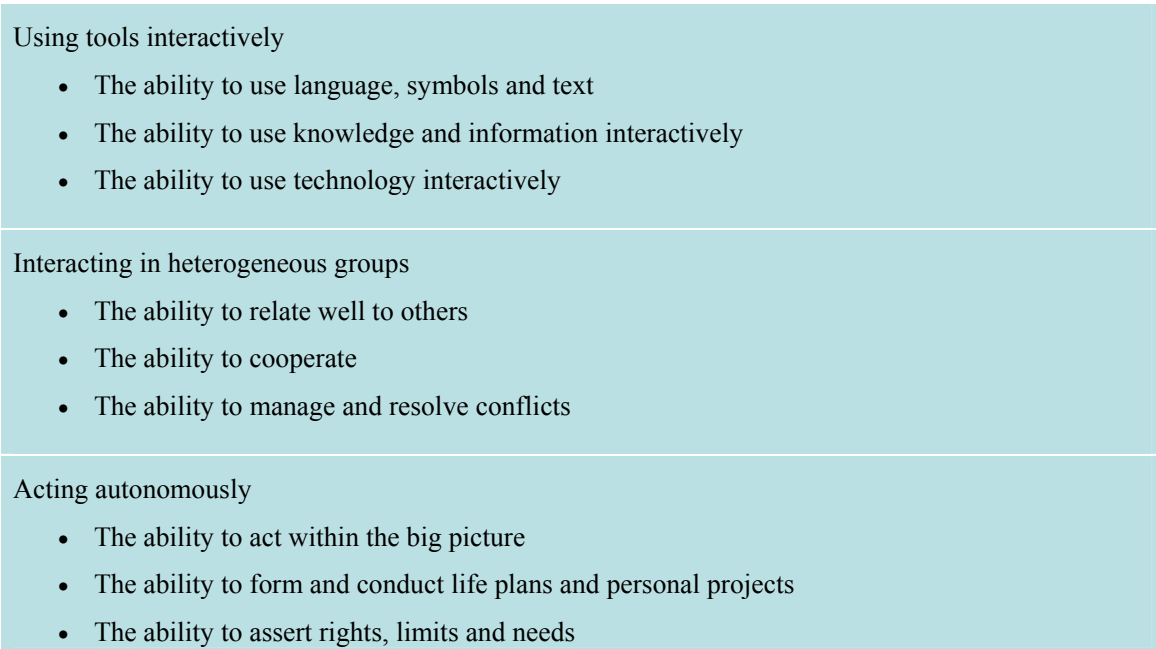 Using tools interactively
• The ability to use language, symbols and text
• The ability to use knowledge and information interactively
• The ability to use technology interactively
Interacting in heterogeneous groups
• The ability to relate well to others
• The ability to cooperate
• The ability to manage and resolve conflicts
Acting autonomously
• The ability to act within the big picture
• The ability to form and conduct life plans and personal projects
• The ability to assert rights, limits and needs